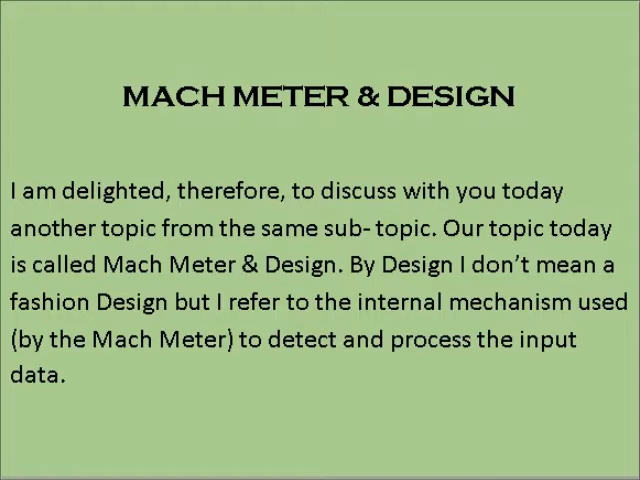 MACH METER & DESIGN
I am delighted, therefore, to discuss with you today
another topic from the same sub- topic. Our topic today
is called Mach Meter & Design. By Design I don’t mean a
fashion Design but I refer to the internal mechanism used
(by the Mach Meter) to detect and process the input
data.